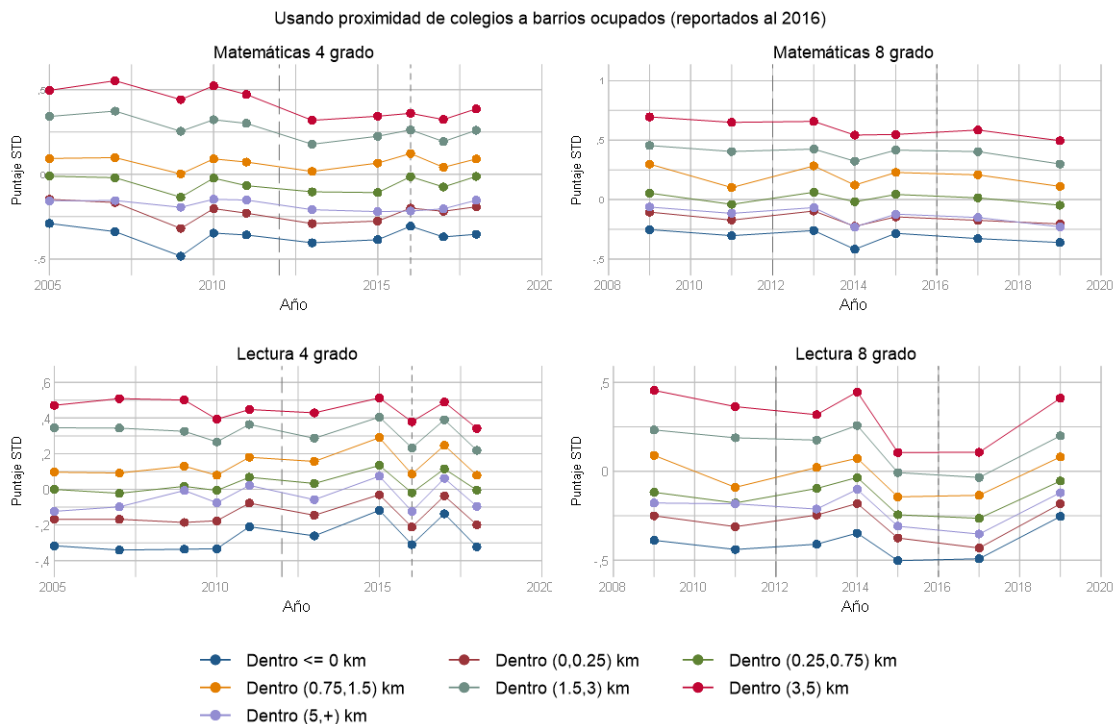 Usando proximidad de colegios a barrios ocupados (reportados al 2016)
Matemáticas 4 grado
Puntaje STD
,5
0
-,5
2005 2010 2015 2020
Año
Matemáticas 8 grado
Puntaje STD
1
,5
0
-,5
2008 2010 2012 2014 2016 2018 2020
Año
Lectura 4 grado
Puntaje STD
,6
,4
,2
0
-,2
-,4
2005 2010 2015 2020
Año
Lectura 8 grado
Puntaje STD
,5
0
-,5
2008 2010 2012 2014 2016 2018 2020
Año
Dentro <= 0 km Dentro (0,0.25) km Dentro (0.25,0.75) km
Dentro (0.75,1.5) km Dentro (1.5,3) km Dentro (3,5) km
Dentro (5,+) km